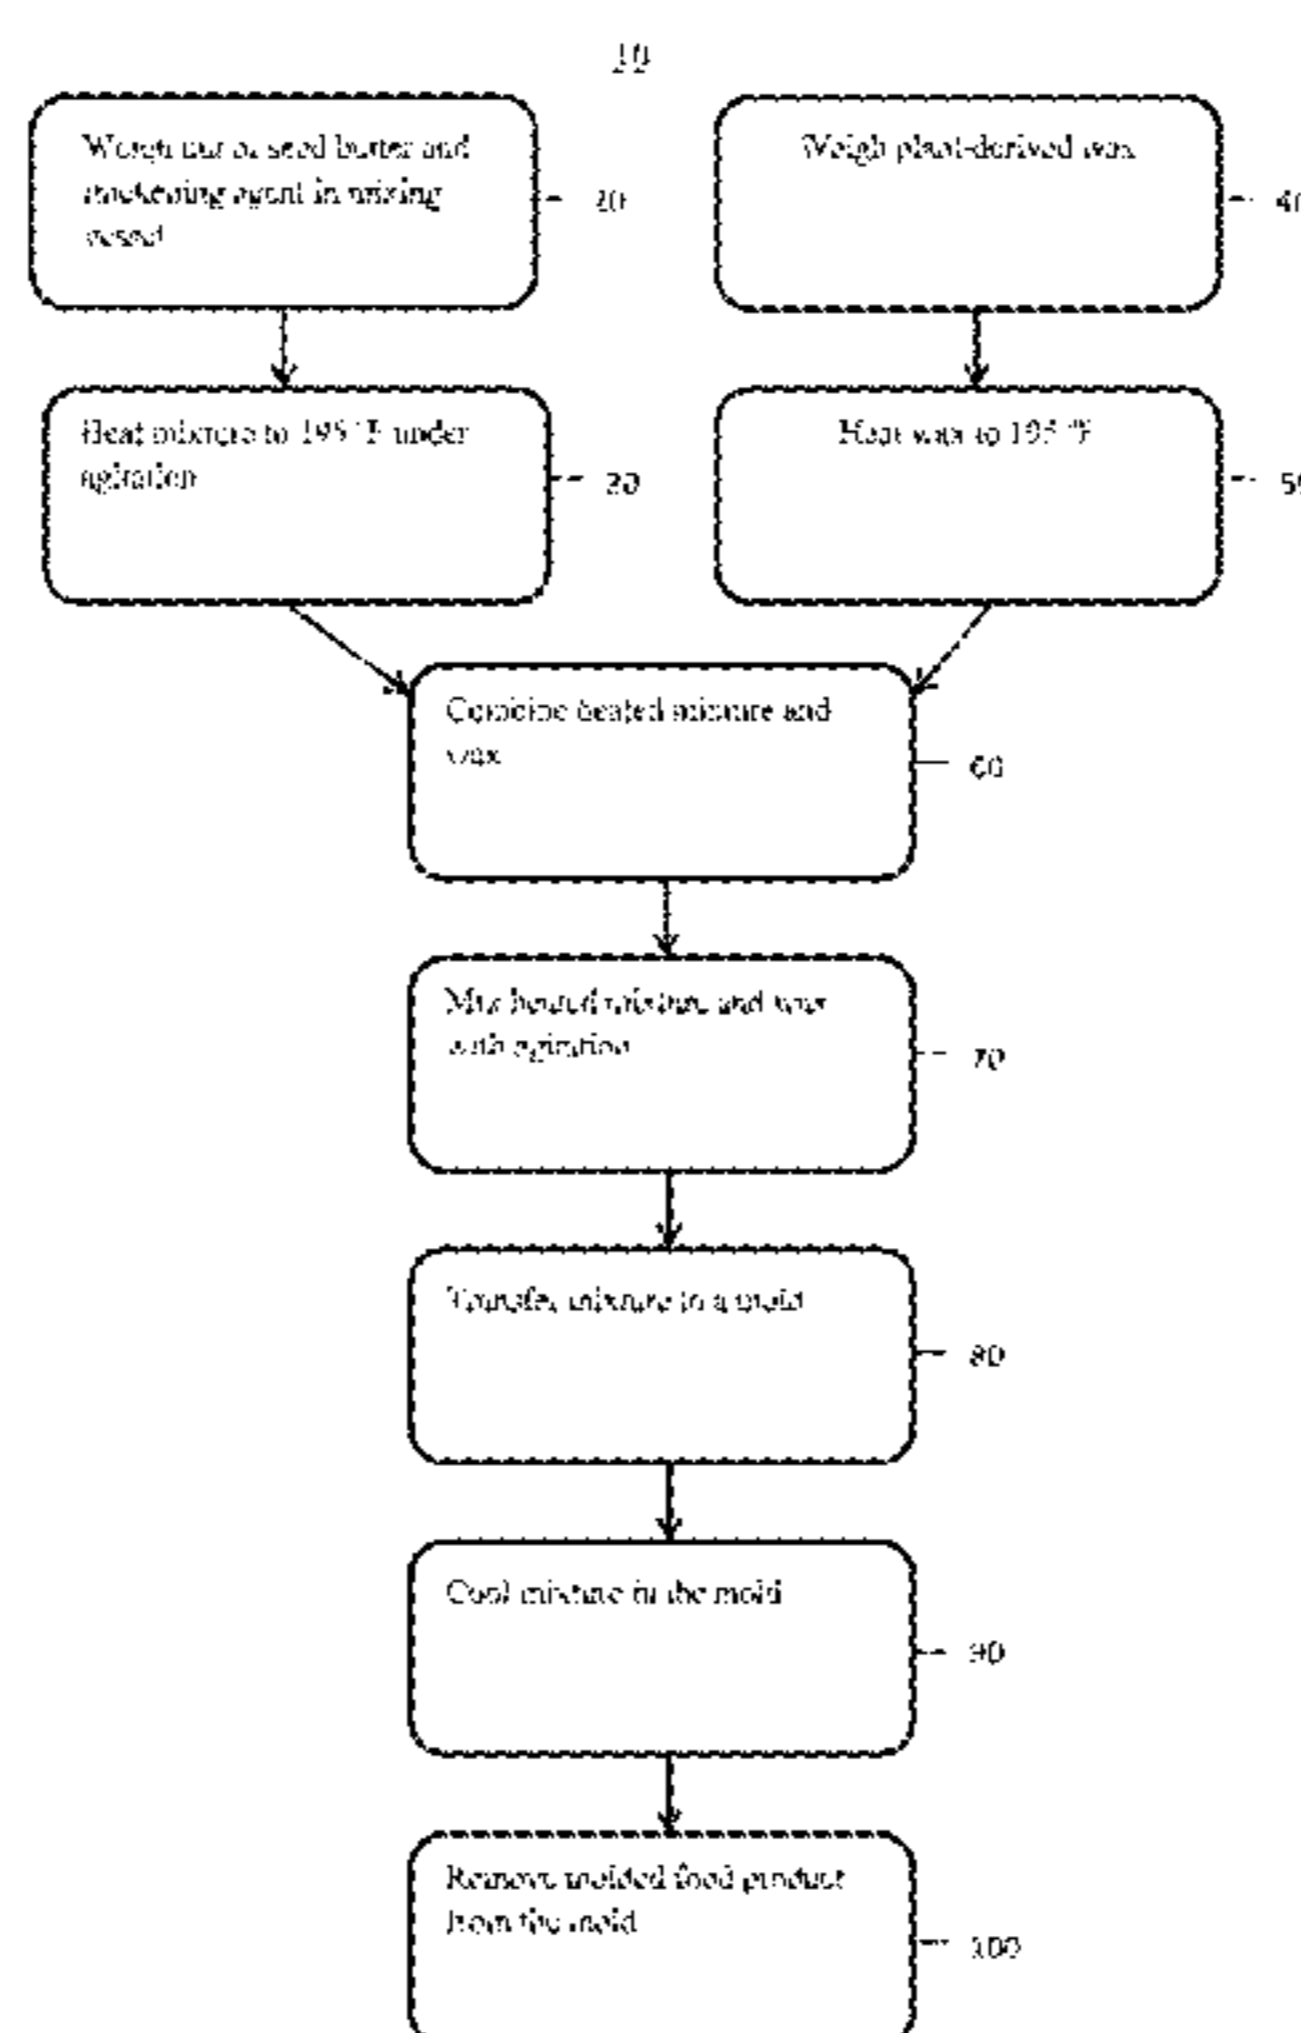 10
Weigh nut or seed butter and
thickening agent in mixing
vessel
20
Weigh plant-derived wax
Heat mixture to 195 °F under
agitation
Heat wax to 195 °F
Combine heated mixture and
wax
60
Mix heated mixture and wax
with agitation
70
Transfer mixture to a mold
80
Cool mixture in the mold
90
Remove molded food product
from the mold
100